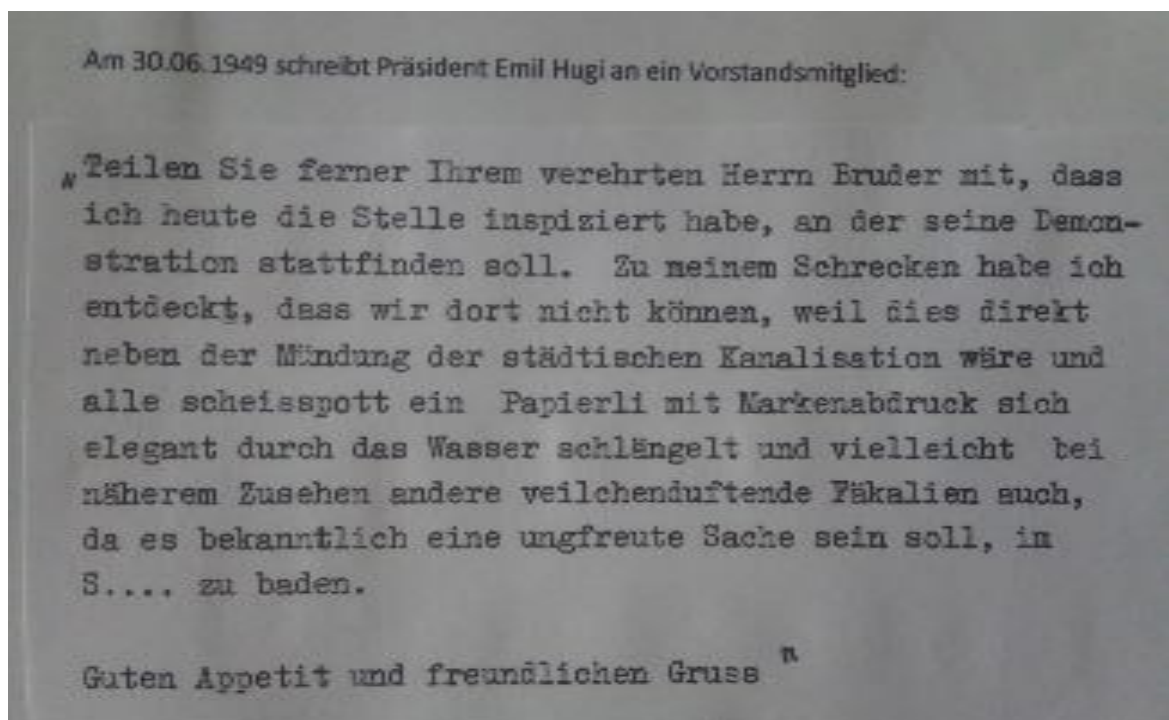 Am 30.06.1949 schreibt Präsident Emil Hugi an ein Vorstandsmitglied:
"Teilen Sie ferner Ihrem verehrten Herrn Bruder mit, dass
ich heute die Stelle inspiziert habe, an der seine Demon-
stration stattfinden soll. Zu meinem Schrecken habe ich
entdeckt, dass wir dort nicht können, weil dies direkt
neben der Mündung der städtischen Kanalisation wäre und
alle scheisspott ein Papierli mit Markenabdruck sich
elegant durch das Wasser schlängelt und vielleicht bei
näherem Zusehen andere veilchenduftende Fäkalien auch,
da es bekanntlich eine ungfreute Sache sein soll, in
S.... zu baden.
Guten Appetit und freundlichen Gruss"